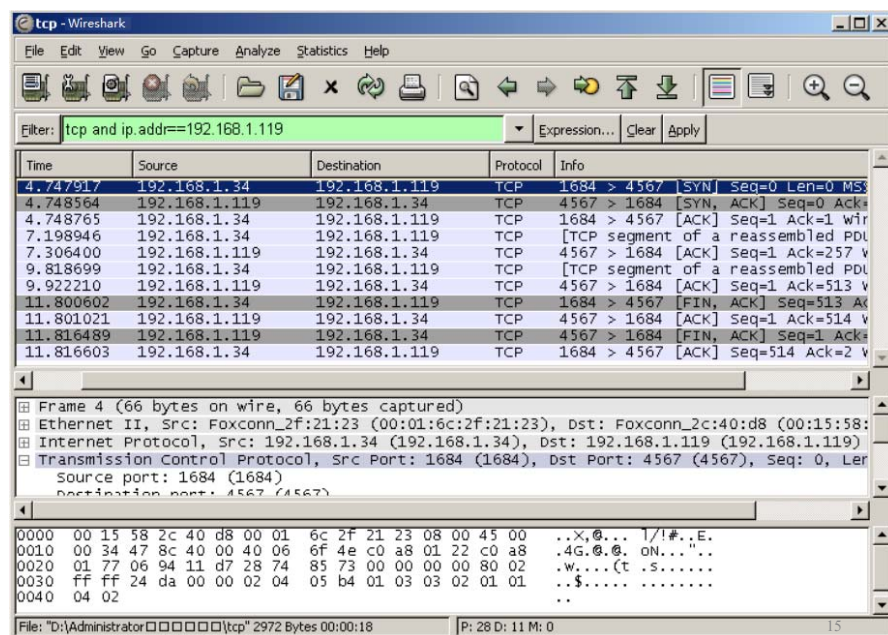 tcp - Wireshark
File Edit View Go Capture Analyze Statistics Help
Filter: tcp and ip.addr==192.168.1.119 Expression... Clear Apply
Time Source Destination Protocol Info
4.747917 192.168.1.34 192.168.1.119 TCP 1684 > 4567 [SYN] Seq=0 Len=0 MSS
4.748564 192.168.1.119 192.168.1.34 TCP 4567 > 1684 [SYN, ACK] Seq=0 Ack=
4.748765 192.168.1.34 192.168.1.119 TCP 1684 > 4567 [ACK] Seq=1 Ack=1 Win
7.198946 192.168.1.34 192.168.1.119 TCP [TCP segment of a reassembled PDU
7.306400 192.168.1.119 192.168.1.34 TCP 4567 > 1684 [ACK] Seq=1 Ack=257 W
9.818699 192.168.1.34 192.168.1.119 TCP [TCP segment of a reassembled PDU
9.922210 192.168.1.119 192.168.1.34 TCP 4567 > 1684 [ACK] Seq=1 Ack=513 W
11.800602 192.168.1.34 192.168.1.119 TCP 1684 > 4567 [FIN, ACK] Seq=513 Ac
11.801021 192.168.1.119 192.168.1.34 TCP 4567 > 1684 [ACK] Seq=1 Ack=514 W
11.816489 192.168.1.119 192.168.1.34 TCP 4567 > 1684 [FIN, ACK] Seq=1 Ack=
11.816603 192.168.1.34 192.168.1.119 TCP 1684 > 4567 [ACK] Seq=514 Ack=2 W
Frame 4 (66 bytes on wire, 66 bytes captured)
Ethernet II, Src: Foxconn_2f:21:23 (00:01:6c:2f:21:23), Dst: Foxconn_2c:40:d8 (00:15:58:
Internet Protocol, Src: 192.168.1.34 (192.168.1.34), Dst: 192.168.1.119 (192.168.1.119)
Transmission Control Protocol, Src Port: 1684 (1684), Dst Port: 4567 (4567), Seq: 0, Len
Source port: 1684 (1684)
Destination port: 4567 (4567)
0000 00 15 58 2c 40 d8 00 01 6c 2f 21 23 08 00 45 00 ..X,@... l/!#..E.
0010 00 34 47 8c 40 00 40 06 6f 4e c0 a8 01 22 c0 a8 .4G.@.@. oN..."..
0020 01 77 06 94 11 d7 28 74 85 73 00 00 00 00 80 02 .w....(t .s......
0030 ff ff 24 da 00 00 02 04 05 b4 01 03 03 02 01 01 ..$..... ........
0040 04 02 ..
File: "D:\Administrator□□□□□□\tcp" 2972 Bytes 00:00:18 P: 28 D: 11 M: 0 15